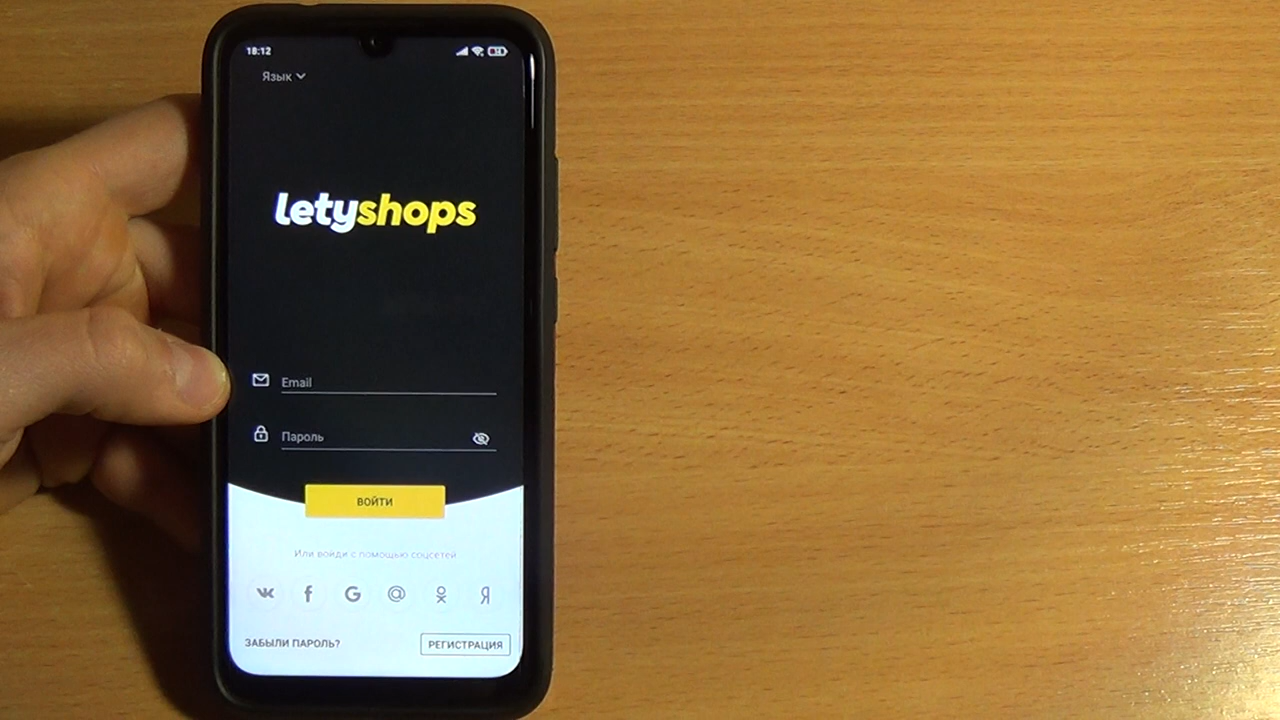 18:12
Язык
letyshops
Email
Пароль
ВОЙТИ
Или войди с помощью соцсетей
ЗАБЫЛИ ПАРОЛЬ?
РЕГИСТРАЦИЯ